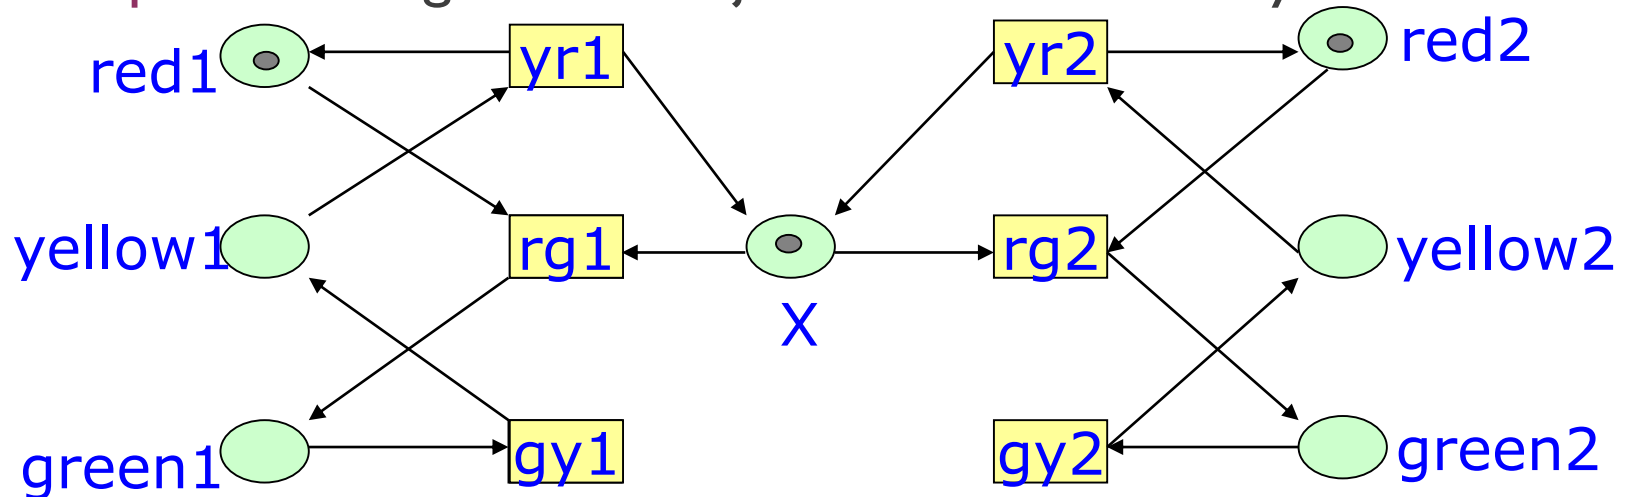 red1 yr1 yr2 red2
yellow1 rg1 rg2 yellow2
X
green1 gy1 gy2 green2